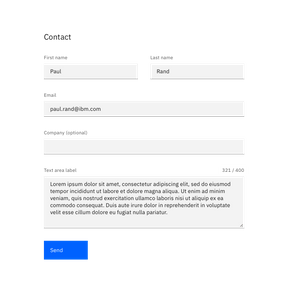 Contact
First name
Last name
Paul
Rand
Email
paul.rand@ibm.com
Company (optional)
Text area label
321 / 600
Lorem ipsum dolor sit amet, consectetur adipiscing elit, sed do eiusmod
tempor incididunt ut labore et dolore magna aliqua. Ut enim ad minim
veniam, quis nostrud exercitation ullamco laboris nisi ut aliquip ex ea
commodo consequat. Duis aute irure dolor in reprehenderit in voluptate
velit esse cillum dolore eu fugiat nulla pariatur.
Send